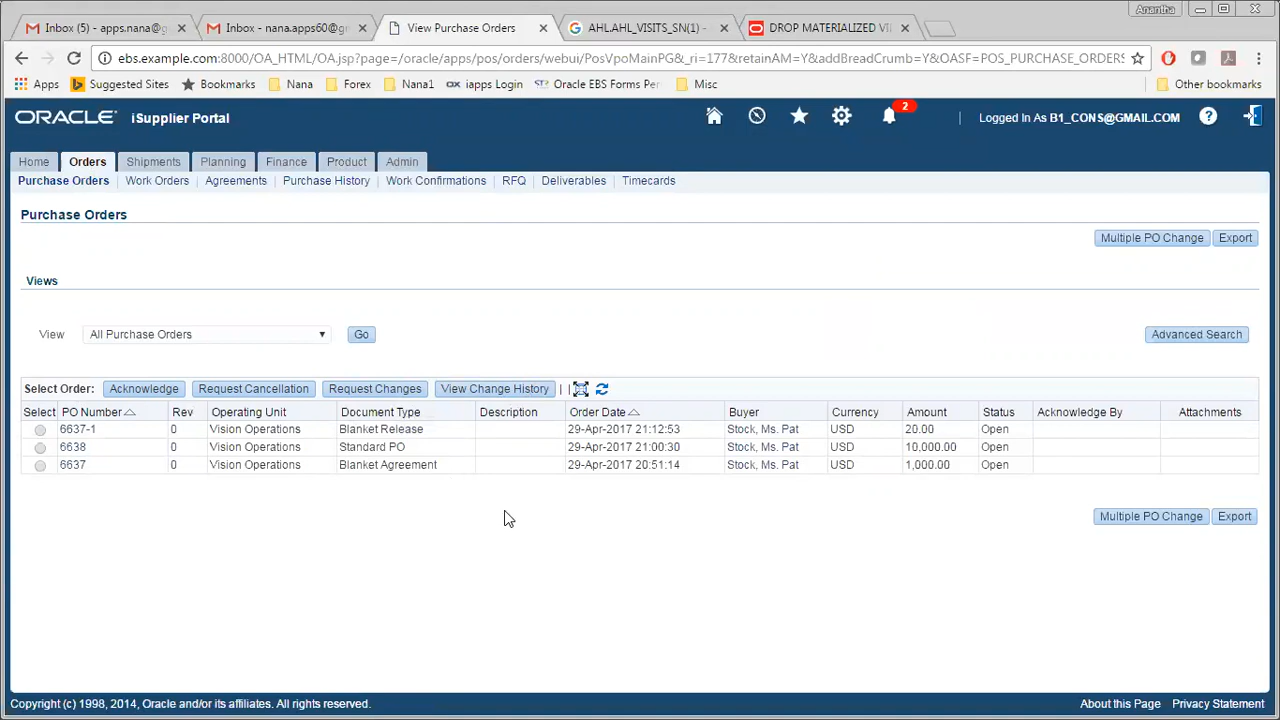 Anantha
Inbox (5) - apps.nana@g
Inbox - nana.apps60@gm
View Purchase Orders
AHLAHL_VISITS_SN(1) -
DROP MATERIALIZED VI
ebs.example.com:8000/OA_HTML/OA.jsp?page=/oracle/apps/pos/orders/webui/PosVpoMainPG&_ri=177&retainAM=Y&addBreadCrumb=Y&OASF=POS_PURCHASE_ORDERS
Apps Suggested Sites Bookmarks Nana Forex Nana1 iapps Login Oracle EBS Forms Per Misc Other bookmarks
ORACLE iSupplier Portal 2 Logged In As B1_CONS@GMAIL.COM
Home Orders Shipments Planning Finance Product Admin
Purchase Orders Work Orders Agreements Purchase History Work Confirmations RFQ Deliverables Timecards
Purchase Orders
Multiple PO Change Export
Views
View All Purchase Orders Go Advanced Search
Select Order: Acknowledge Request Cancellation Request Changes View Change History
Select PO Number Rev Operating Unit Document Type Description Order Date Buyer Currency Amount Status Acknowledge By Attachments
6637-1 0 Vision Operations Blanket Release 29-Apr-2017 21:12:53 Stock, Ms. Pat USD 20.00 Open
6638 0 Vision Operations Standard PO 29-Apr-2017 21:00:30 Stock, Ms. Pat USD 10,000.00 Open
6637 0 Vision Operations Blanket Agreement 29-Apr-2017 20:51:14 Stock, Ms. Pat USD 1,000.00 Open
Multiple PO Change Export
Copyright (c) 1998, 2014, Oracle and/or its affiliates. All rights reserved. About this Page Privacy Statement